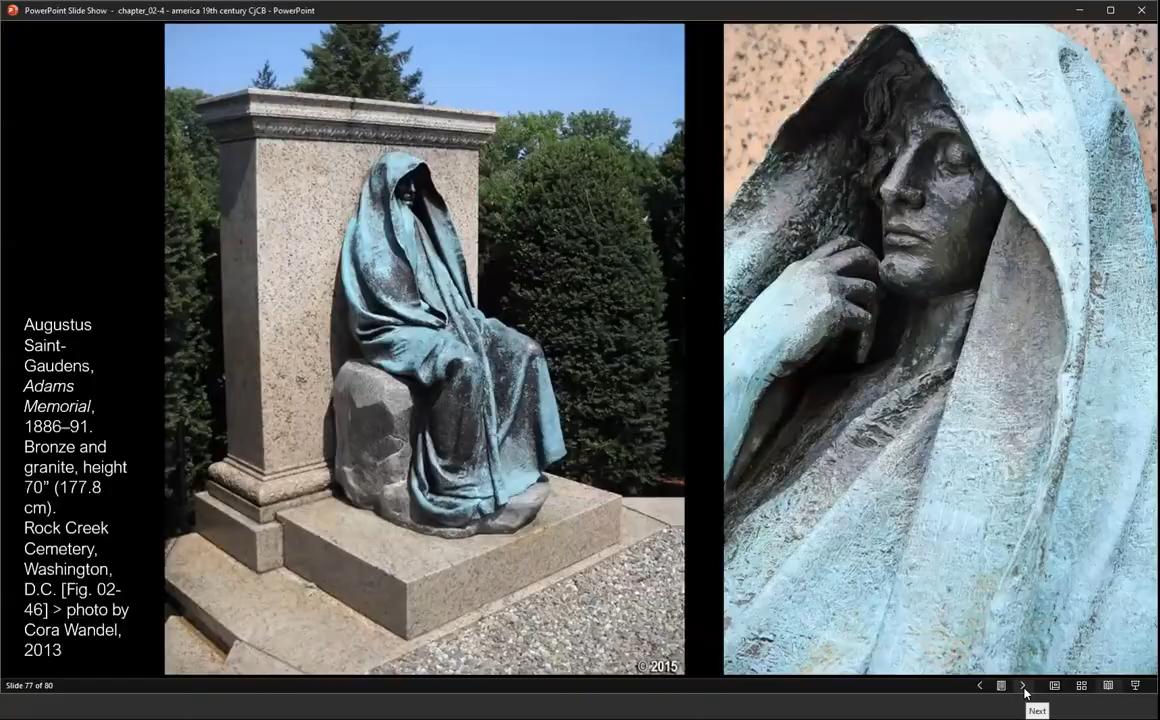 PowerPoint Slide Show - chapter_02-4 - america 19th century CjCB - PowerPoint
Augustus
Saint-
Gaudens,
Adams
Memorial,
1886–91.
Bronze and
granite, height
70” (177.8
cm).
Rock Creek
Cemetery,
Washington,
D.C. [Fig. 02-
46] > photo by
Cora Wandel,
2013
© 2015
Slide 77 of 80
Next